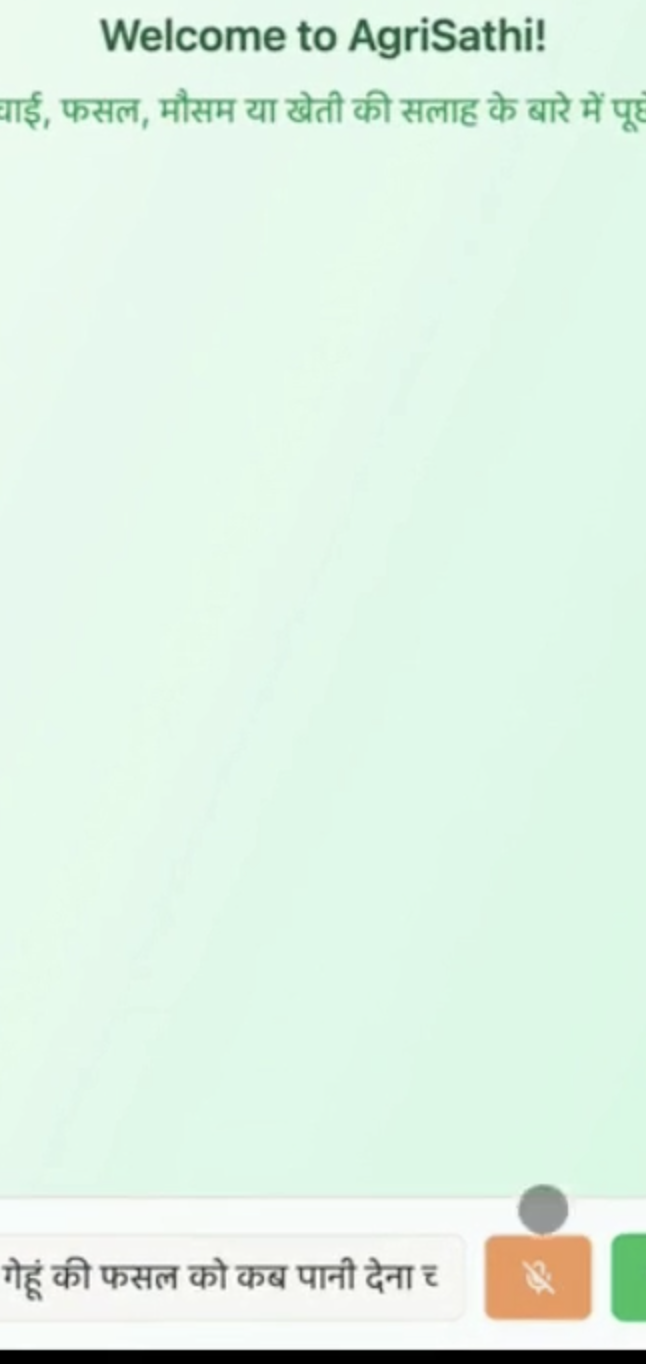 Welcome to AgriSathi!
फसल, मौसम या खेती की सलाह के बारे में
गेहूं की फसल को कब पानी देना